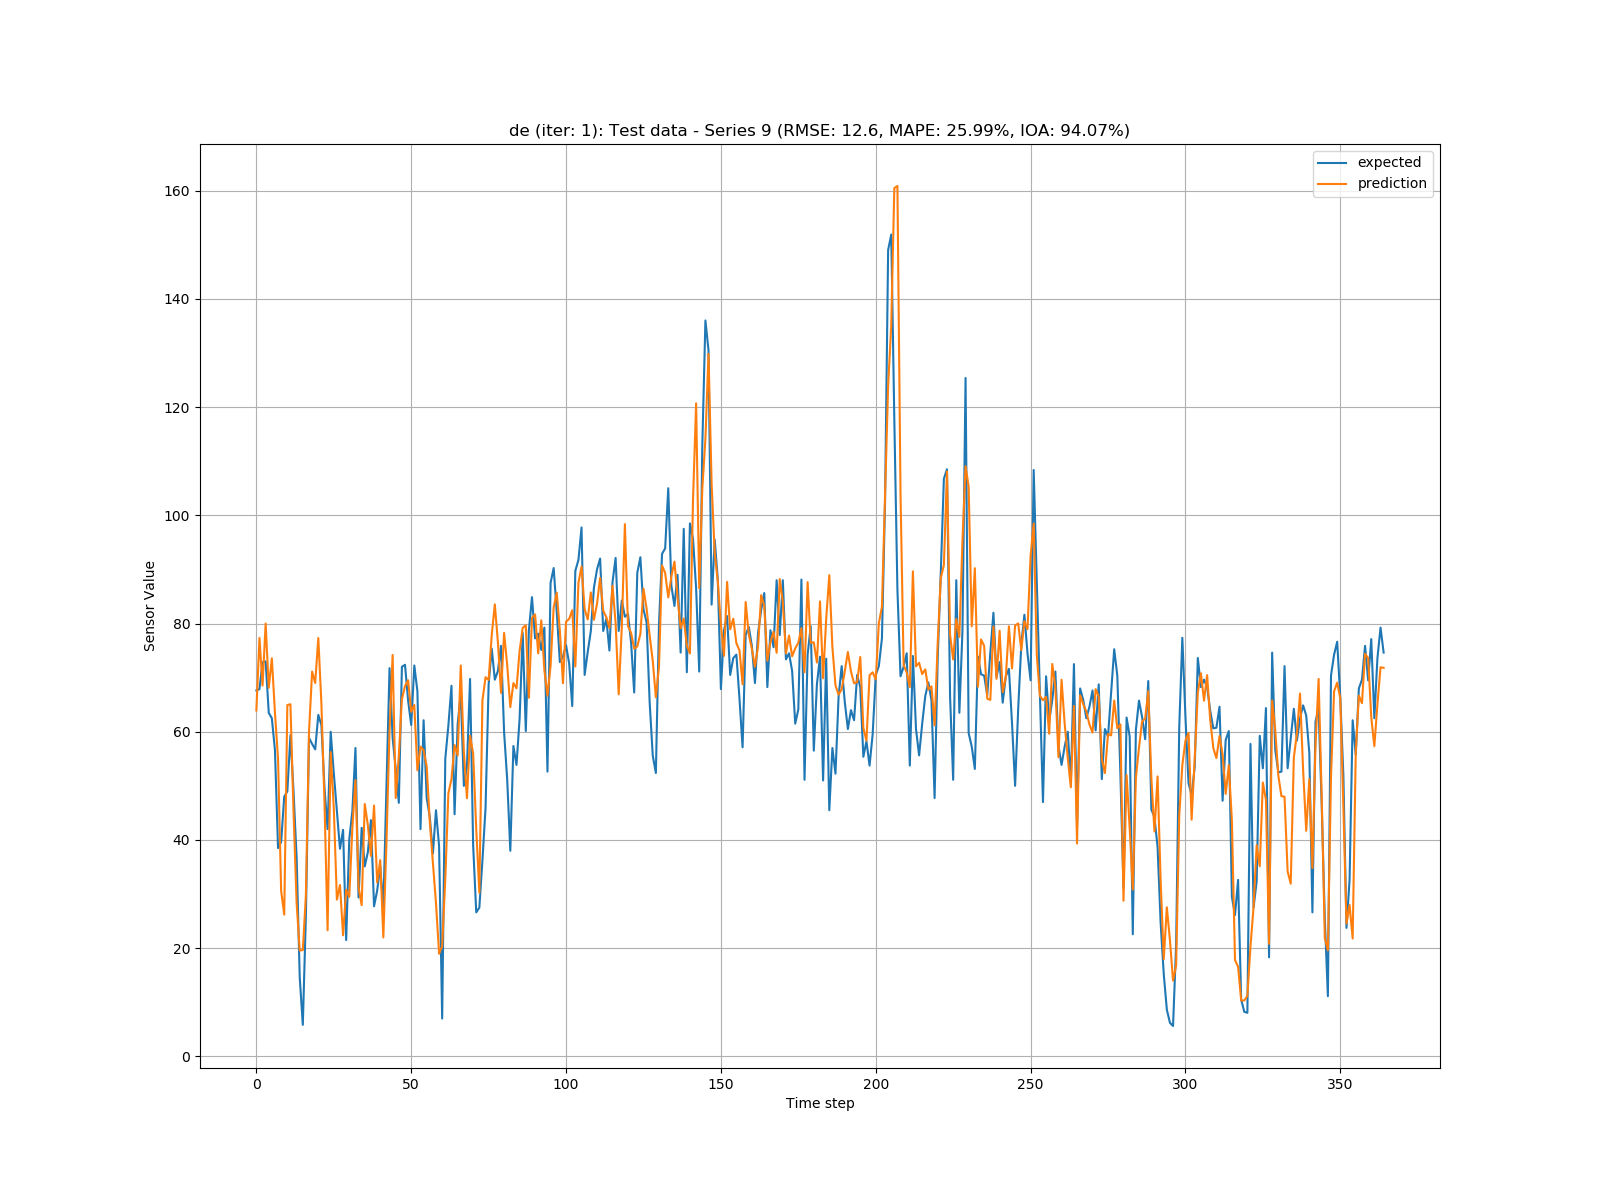 de (iter: 1): Test data - Series 9 (RMSE: 12.6, MAPE: 25.99%, IOA: 94.07%)
expected
prediction
160
140
120
100
80
60
40
20
0
Sensor Value
0 50 100 150 200 250 300 350
Time step